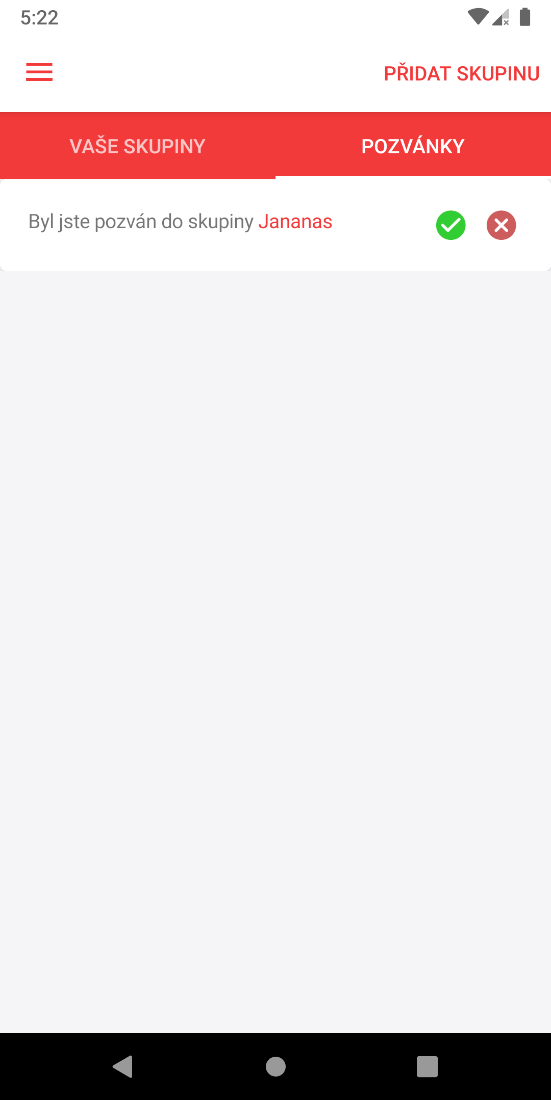 5:22
PŘIDAT SKUPINU
VAŠE SKUPINY
POZVÁNKY
Byl jste pozván do skupiny Jananas